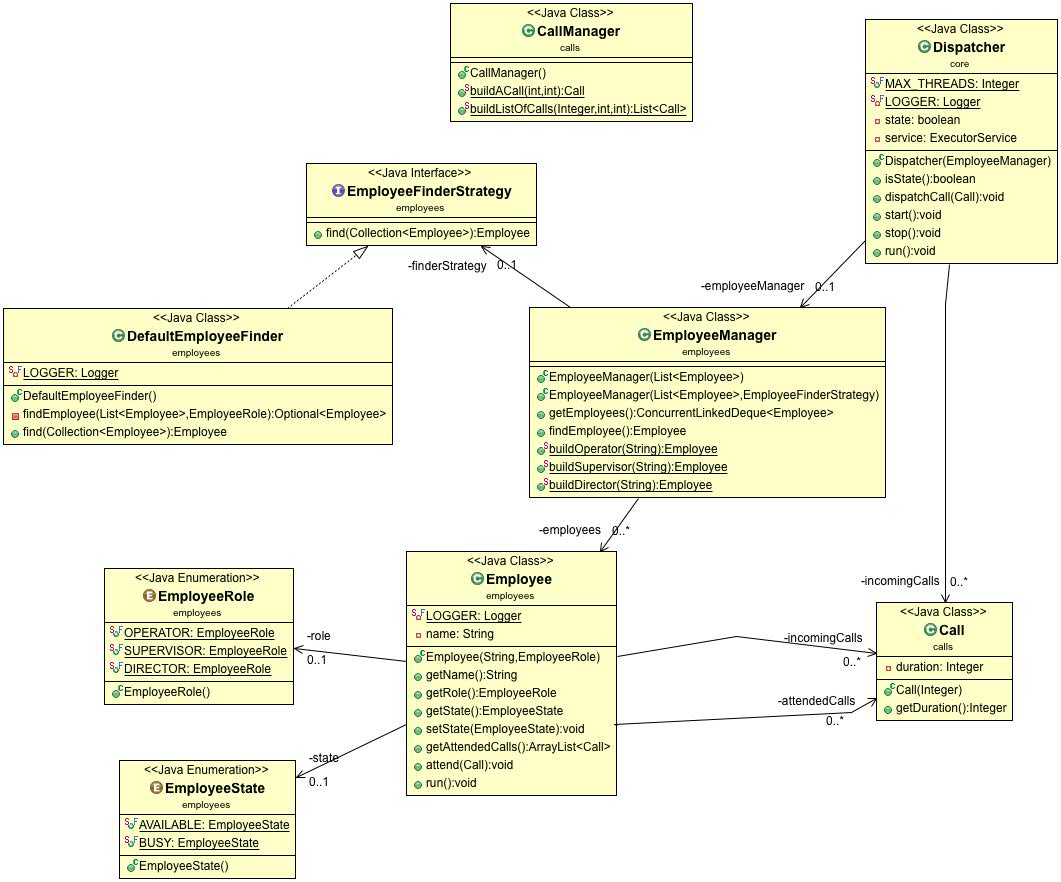 <<Java Class>>
CallManager
calls
CallManager()
buildACall(int,int):Call
buildListOfCalls(Integer,int,int):List<Call>
<<Java Class>>
Dispatcher
core
MAX_THREADS: Integer
LOGGER: Logger
state: boolean
service: ExecutorService
Dispatcher(EmployeeManager)
isState():boolean
dispatchCall(Call):void
start():void
stop():void
run():void
<<Java Interface>>
EmployeeFinderStrategy
employees
find(Collection<Employee>):Employee
-finderStrategy
0..1
-employeeManager
0..1
<<Java Class>>
DefaultEmployeeFinder
employees
LOGGER: Logger
DefaultEmployeeFinder()
findEmployee(List<Employee>,EmployeeRole):Optional<Employee>
find(Collection<Employee>):Employee
<<Java Class>>
EmployeeManager
employees
EmployeeManager(List<Employee>)
EmployeeManager(List<Employee>,EmployeeFinderStrategy)
getEmployees():ConcurrentLinkedDeque<Employee>
findEmployee():Employee
buildOperator(String):Employee
buildSupervisor(String):Employee
buildDirector(String):Employee
-employees
0..*
-incomingCalls
0..*
<<Java Enumeration>>
EmployeeRole
employees
OPERATOR: EmployeeRole
SUPERVISOR: EmployeeRole
DIRECTOR: EmployeeRole
EmployeeRole()
-role
0..1
<<Java Class>>
Employee
employees
LOGGER: Logger
name: String
Employee(String,EmployeeRole)
getName():String
getRole():EmployeeRole
getState():EmployeeState
setState(EmployeeState):void
getAttendedCalls():ArrayList<Call>
attend(Call):void
run():void
-incomingCalls
0..*
-attendedCalls
0..*
<<Java Class>>
Call
calls
duration: Integer
Call(Integer)
getDuration():Integer
-state
0..1
<<Java Enumeration>>
EmployeeState
employees
AVAILABLE: EmployeeState
BUSY: EmployeeState
EmployeeState()